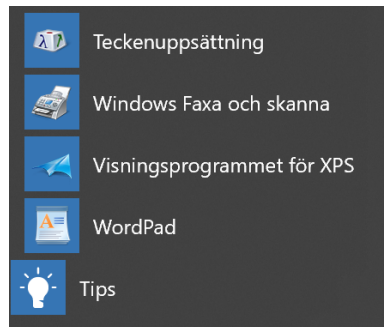 Teckenuppsättning
Windows Faxa och skanna
Visningsprogrammet för XPS
WordPad
Tips